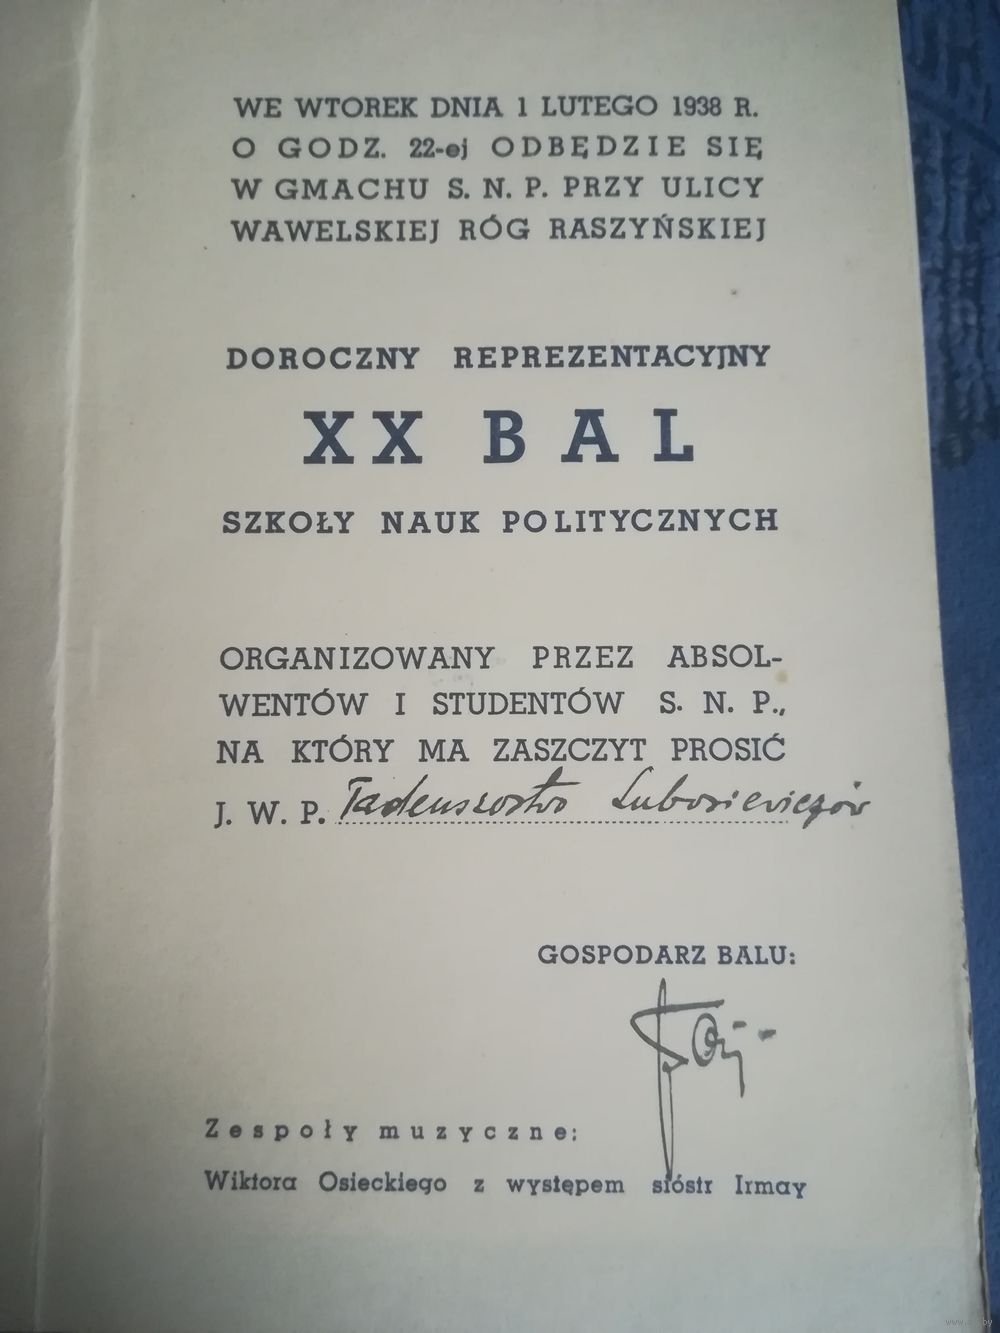 WE WTOREK DNIA 1 LUTEGO 1938 R.
O GODZ. 22-ej ODBĘDZIE SIĘ
W GMACHU S. N. P. PRZY ULICY
WAWELSKIEJ RÓG RASZYŃSKIEJ
DOROCZNY REPREZENTACYJNY
XX BAL
SZKOŁY NAUK POLITYCZNYCH
ORGANIZOWANY PRZEZ ABSOL-
WENTÓW I STUDENTÓW S. N. P.,
NA KTÓRY MA ZASZCZYT PROSIĆ
J. W. P. Tadeuszostwo
GOSPODARZ BALU:
Zespoły muzyczne:
Wiktora Osieckiego z występem sióstr Irmay